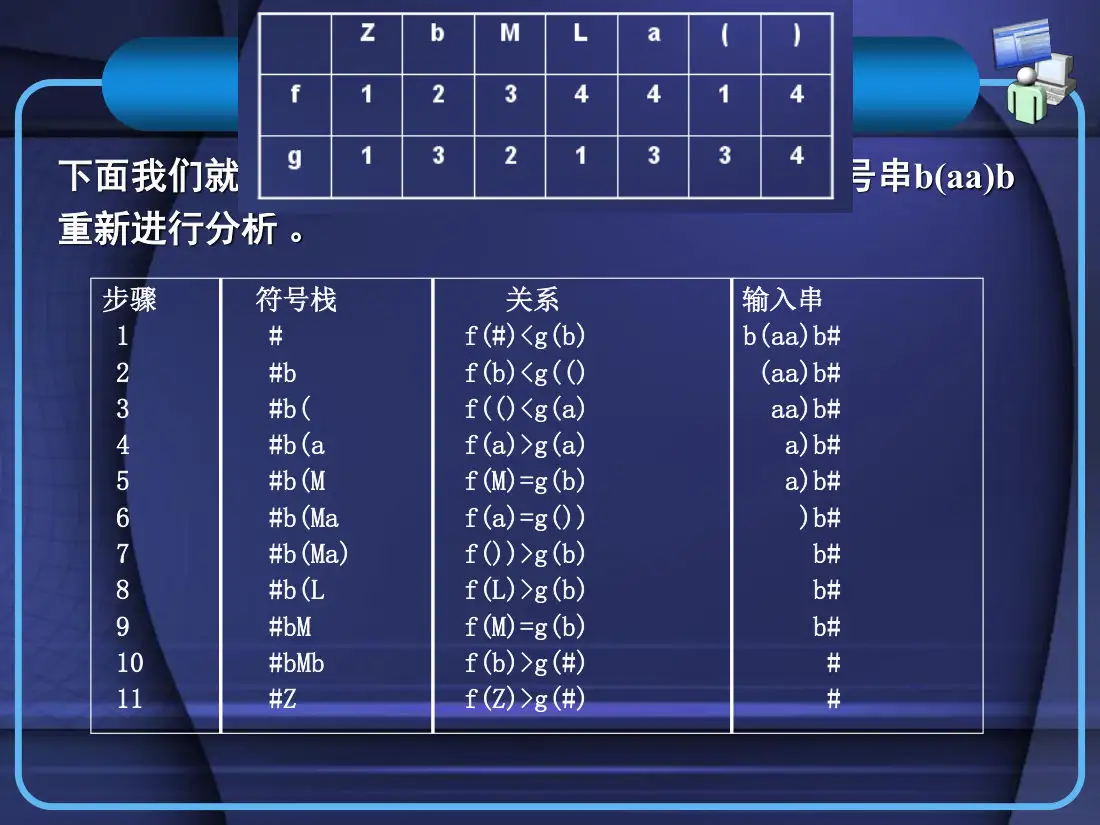 Z b M L a ( )
f 1 2 3 4 4 1 4
g 1 3 2 1 3 3 4
下面我们就 号串b(aa)b
重新进行分析 。
步骤 符号栈 关系 输入串
1 # f(#)<g(b) b(aa)b#
2 #b f(b)<g(() (aa)b#
3 #b( f(()<g(a) aa)b#
4 #b(a f(a)>g(a) a)b#
5 #b(M f(M)=g(b) a)b#
6 #b(Ma f(a)=g()) )b#
7 #b(Ma) f())>g(b) b#
8 #b(L f(L)>g(b) b#
9 #bM f(M)=g(b) b#
10 #bMb f(b)>g(#) #
11 #Z f(Z)>g(#) #